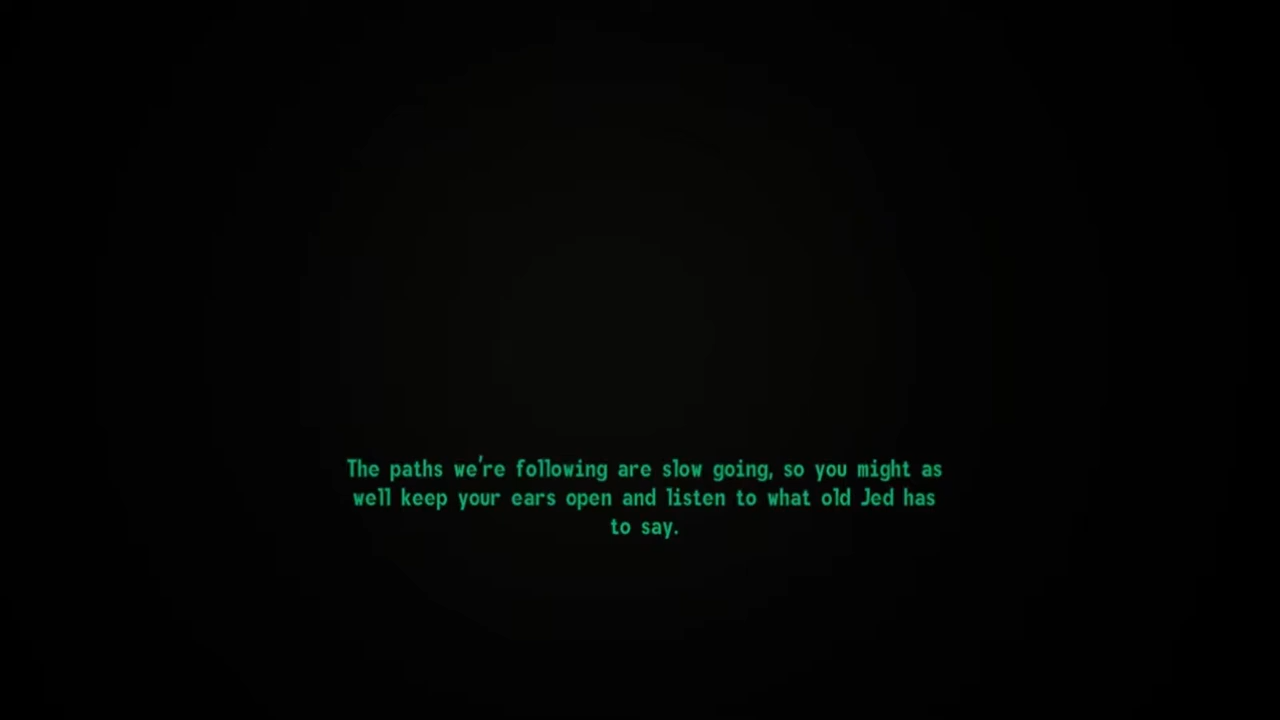 The paths we're following are slow going, so you might as
well keep your ears open and listen to what old Jed has
to say.